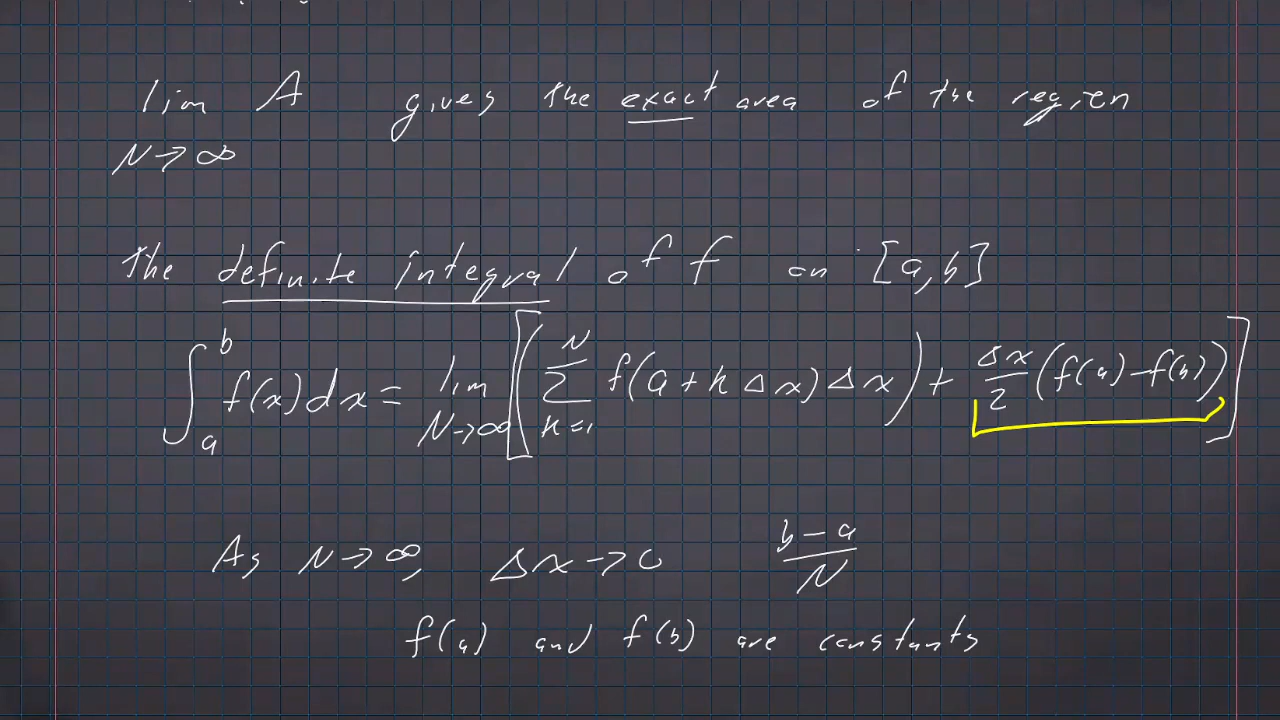 lim A gives the exact area of the region
N→∞
The definite integral of f on [a,b]
∫_a^b f(x)dx = lim_{N→∞} [(∑_{k=1}^{N} f(a+kΔx)Δx) + Δx/2 (f(a)-f(b))]
As N→∞, Δx→0 (b-a)/N
f(a) and f(b) are constants